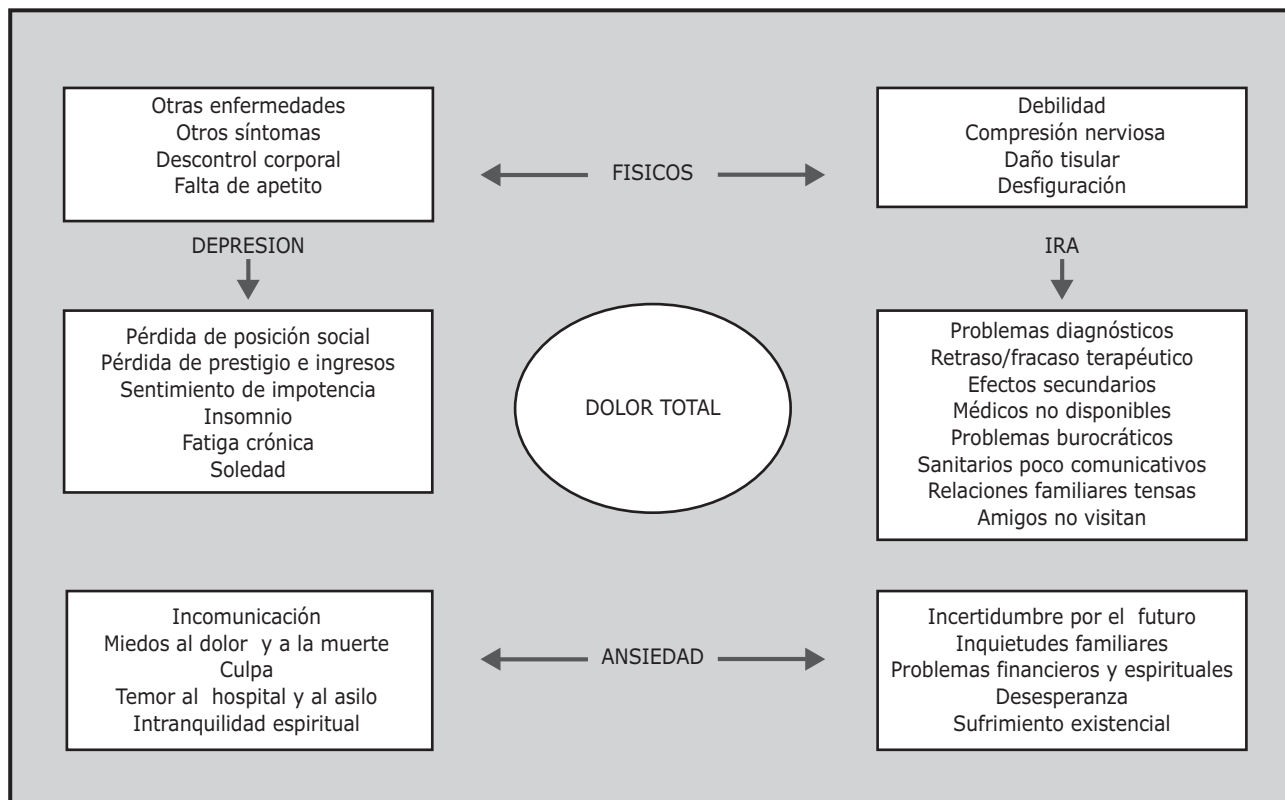 Otras enfermedades
Otros síntomas
Descontrol corporal
Falta de apetito
FISICOS
Debilidad
Compresión nerviosa
Daño tisular
Desfiguración
DEPRESION
IRA
Pérdida de posición social
Pérdida de prestigio e ingresos
Sentimiento de impotencia
Insomnio
Fatiga crónica
Soledad
DOLOR TOTAL
Problemas diagnósticos
Retraso/fracaso terapéutico
Efectos secundarios
Médicos no disponibles
Problemas burocráticos
Sanitarios poco comunicativos
Relaciones familiares tensas
Amigos no visitan
Incomunicación
Miedos al dolor y a la muerte
Culpa
Temor al hospital y al asilo
Intranquilidad espiritual
ANSIEDAD
Incertidumbre por el futuro
Inquietudes familiares
Problemas financieros y espirituales
Desesperanza
Sufrimiento existencial